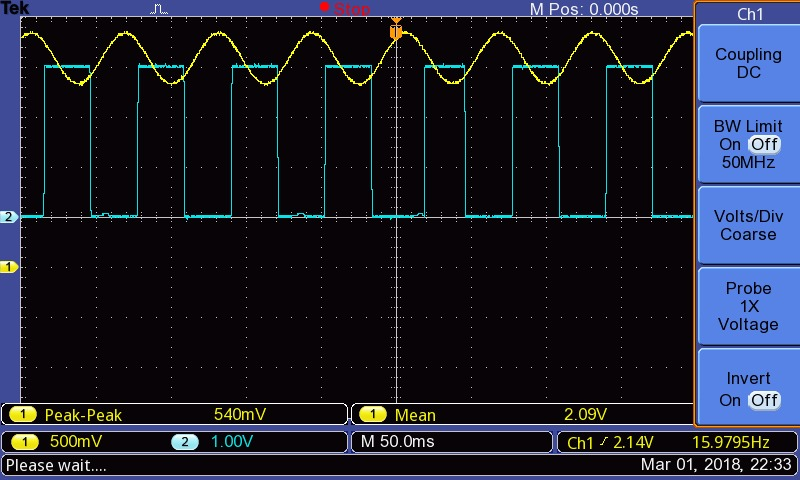 Tek
Stop
M Pos: 0.000s
Ch1
Coupling
DC
BW Limit
On Off
50MHz
Volts/Div
Coarse
Probe
1X
Voltage
Invert
On Off
T
2
1
1 Peak-Peak 540mV
1 Mean 2.09V
1 500mV
2 1.00V
M 50.0ms
Ch1 / 2.14V 15.9795Hz
Please wait....
Mar 01, 2018, 22:33